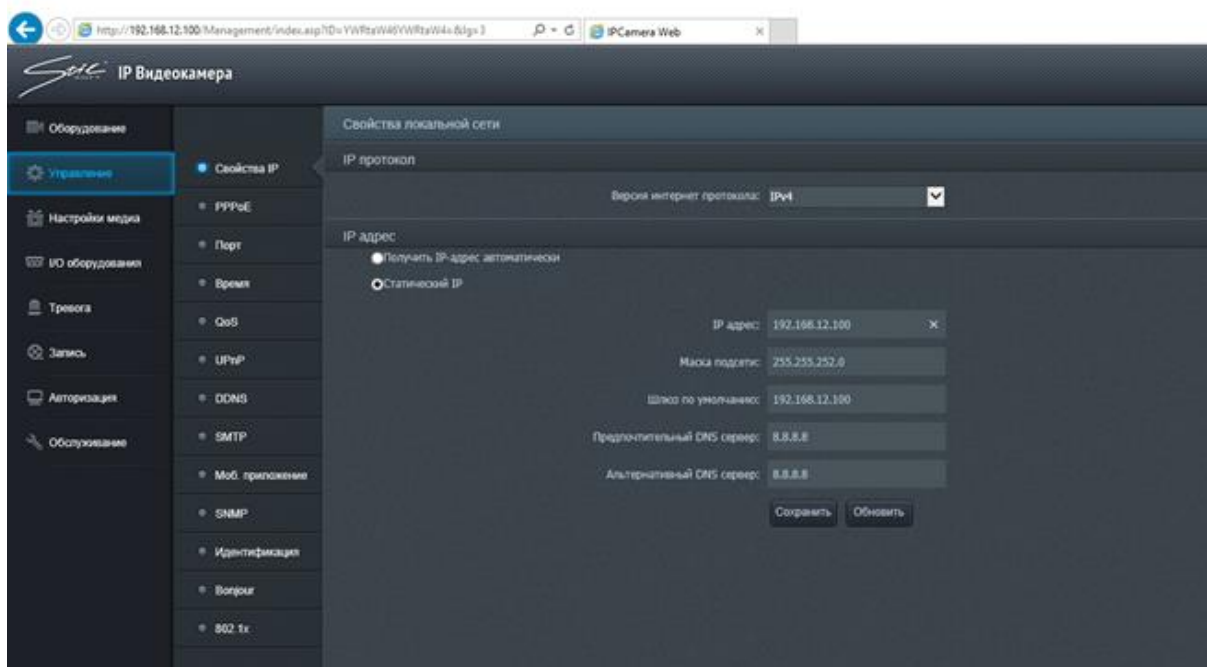 http://192.168.12.100/Management/index.asp?ID=YWRtaW46YWRtaW4=&lg=3
IPCamera Web
IP Видеокамера
Оборудование
Управление
Настройки медиа
I/O оборудования
Тревога
Запись
Авторизация
Обслуживание
Свойства IP
PPPoE
Порт
Время
QoS
UPnP
DDNS
SMTP
Моб. приложение
SNMP
Идентификация
Bonjour
802.1x
Свойства локальной сети
IP протокол
Версия интернет протокола: IPv4
IP адрес
Получить IP-адрес автоматически
Статический IP
IP адрес: 192.168.12.100
Маска подсети: 255.255.252.0
Шлюз по умолчанию: 192.168.12.100
Предпочтительный DNS сервер: 8.8.8.8
Альтернативный DNS сервер: 8.8.8.8
Сохранить Обновить